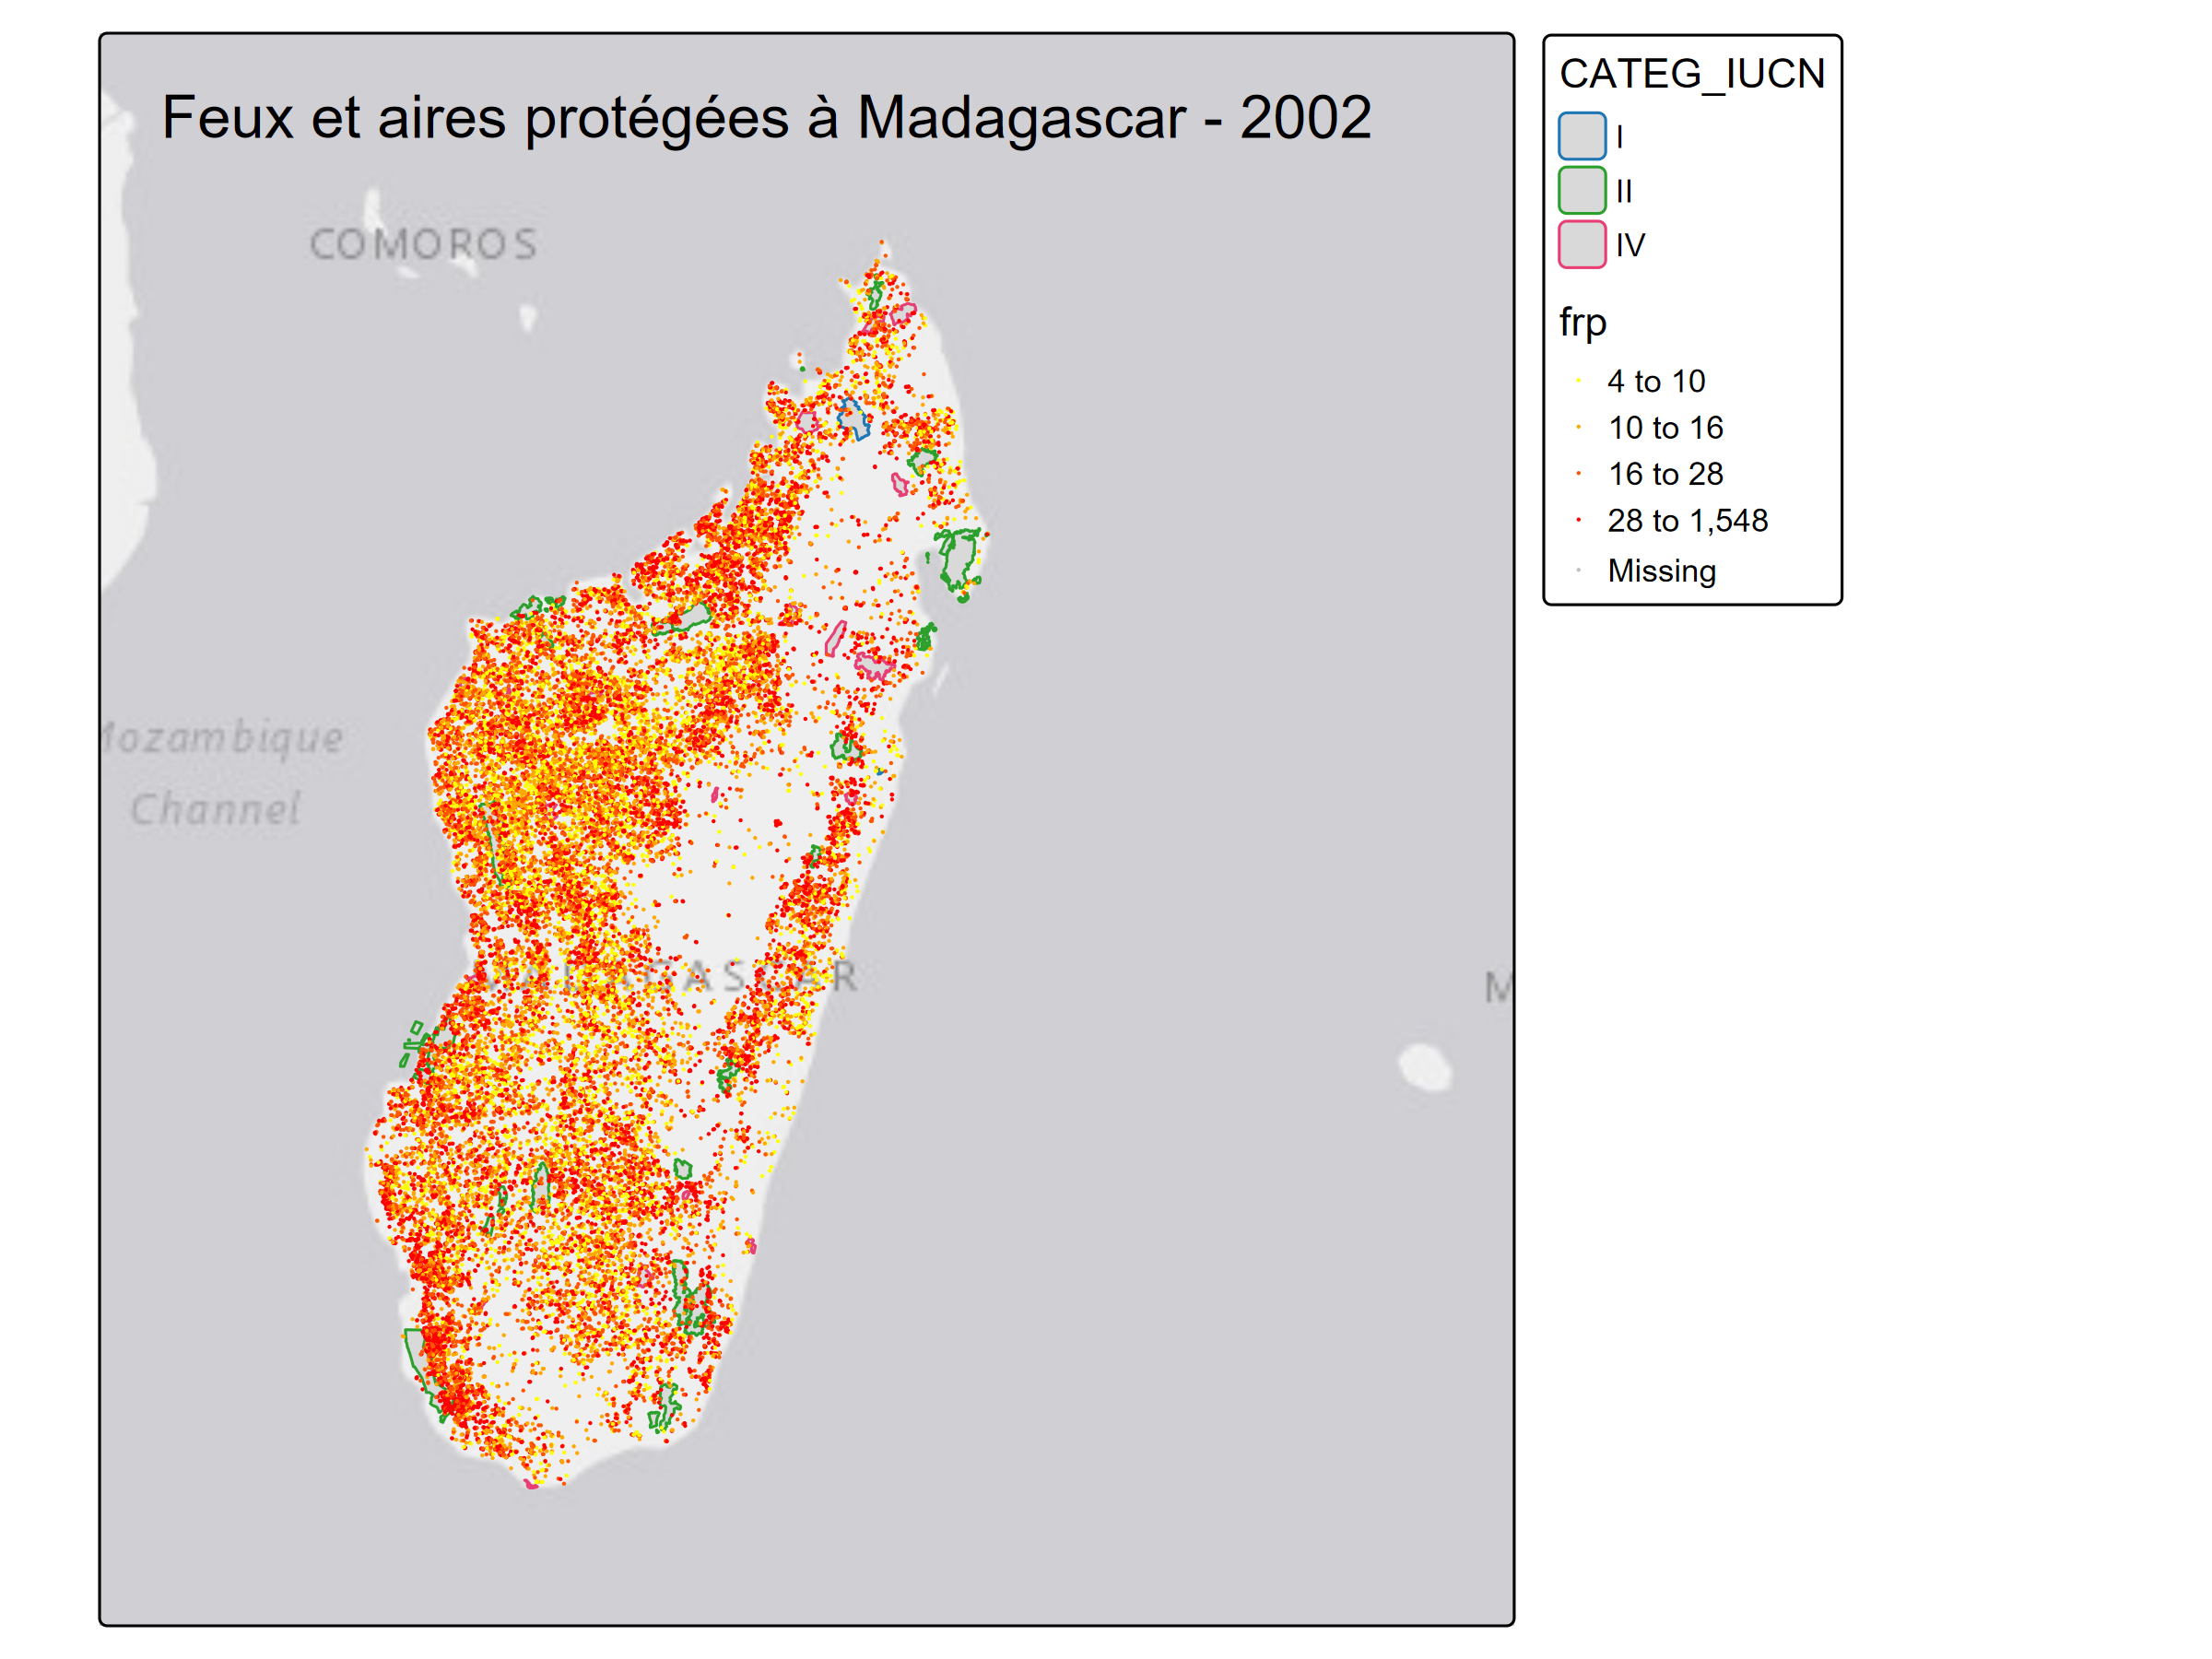 Feux et aires protégées à Madagascar - 2002
COMOROS
Mozambique
Channel
MADAGASCAR
M
CATEG_IUCN
I
II
IV
frp
4 to 10
10 to 16
16 to 28
28 to 1,548
Missing